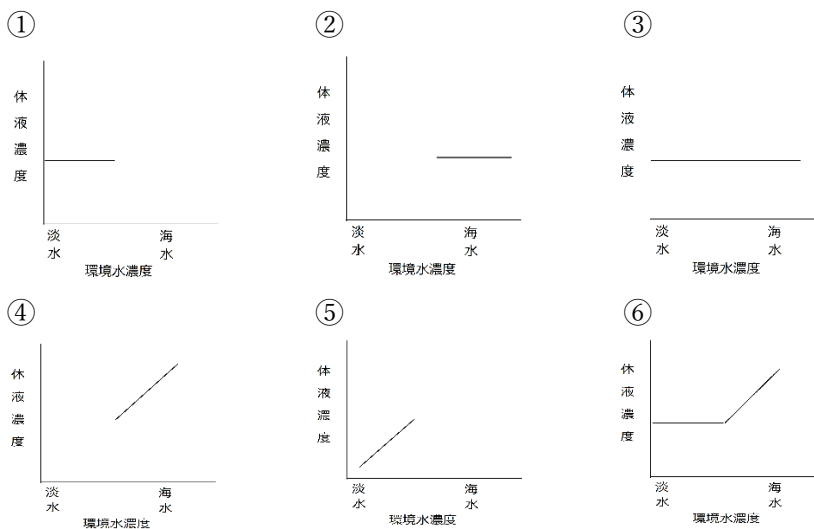 ①
体液濃度
淡水
海水
環境水濃度
②
体液濃度
淡水
海水
環境水濃度
③
体液濃度
淡水
海水
環境水濃度
④
体液濃度
淡水
海水
環境水濃度
⑤
体液濃度
淡水
海水
環境水濃度
⑥
体液濃度
淡水
海水
環境水濃度